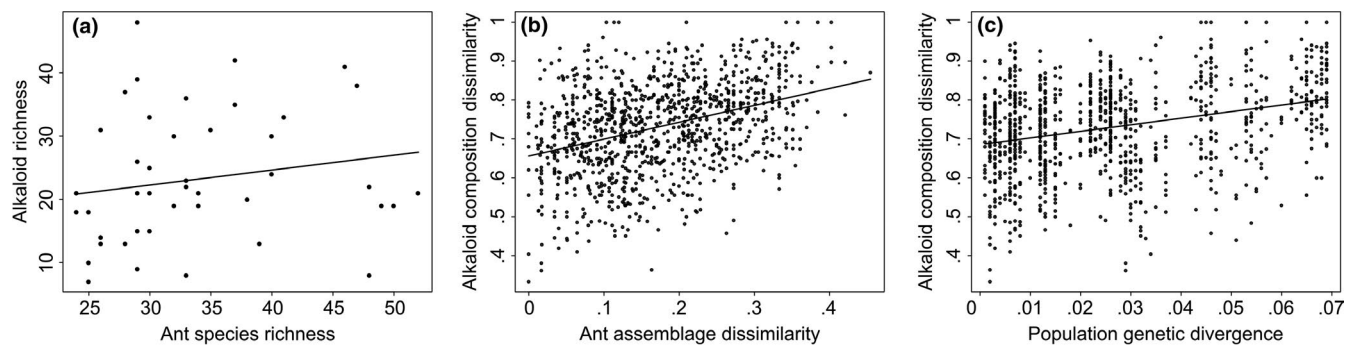 (a)
Alkaloid richness
40
30
20
10
25 30 35 40 45 50
Ant species richness
(b)
Alkaloid composition dissimilarity
1
.9
.8
.7
.6
.5
.4
0 .1 .2 .3 .4
Ant assemblage dissimilarity
(c)
Alkaloid composition dissimilarity
1
.9
.8
.7
.6
.5
.4
0 .01 .02 .03 .04 .05 .06 .07
Population genetic divergence